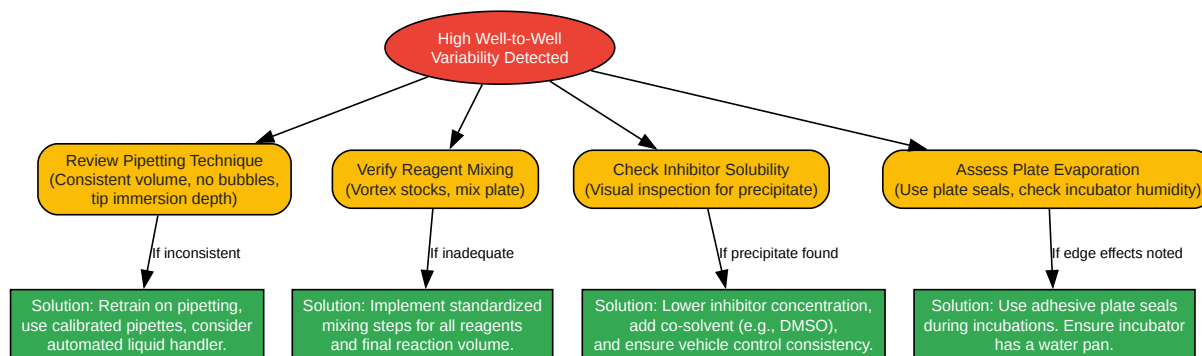 High Well-to-Well
Variability Detected
Review Pipetting Technique
(Consistent volume, no bubbles,
tip immersion depth)
Verify Reagent Mixing
(Vortex stocks, mix plate)
Check Inhibitor Solubility
(Visual inspection for precipitate)
Assess Plate Evaporation
(Use plate seals, check incubator humidity)
If inconsistent
If inadequate
If precipitate found
If edge effects noted
Solution: Retrain on pipetting,
use calibrated pipettes, consider
automated liquid handler.
Solution: Implement standardized
mixing steps for all reagents
and final reaction volume.
Solution: Lower inhibitor concentration,
add co-solvent (e.g., DMSO),
and ensure vehicle control consistency.
Solution: Use adhesive plate seals
during incubations. Ensure incubator
has a water pan.